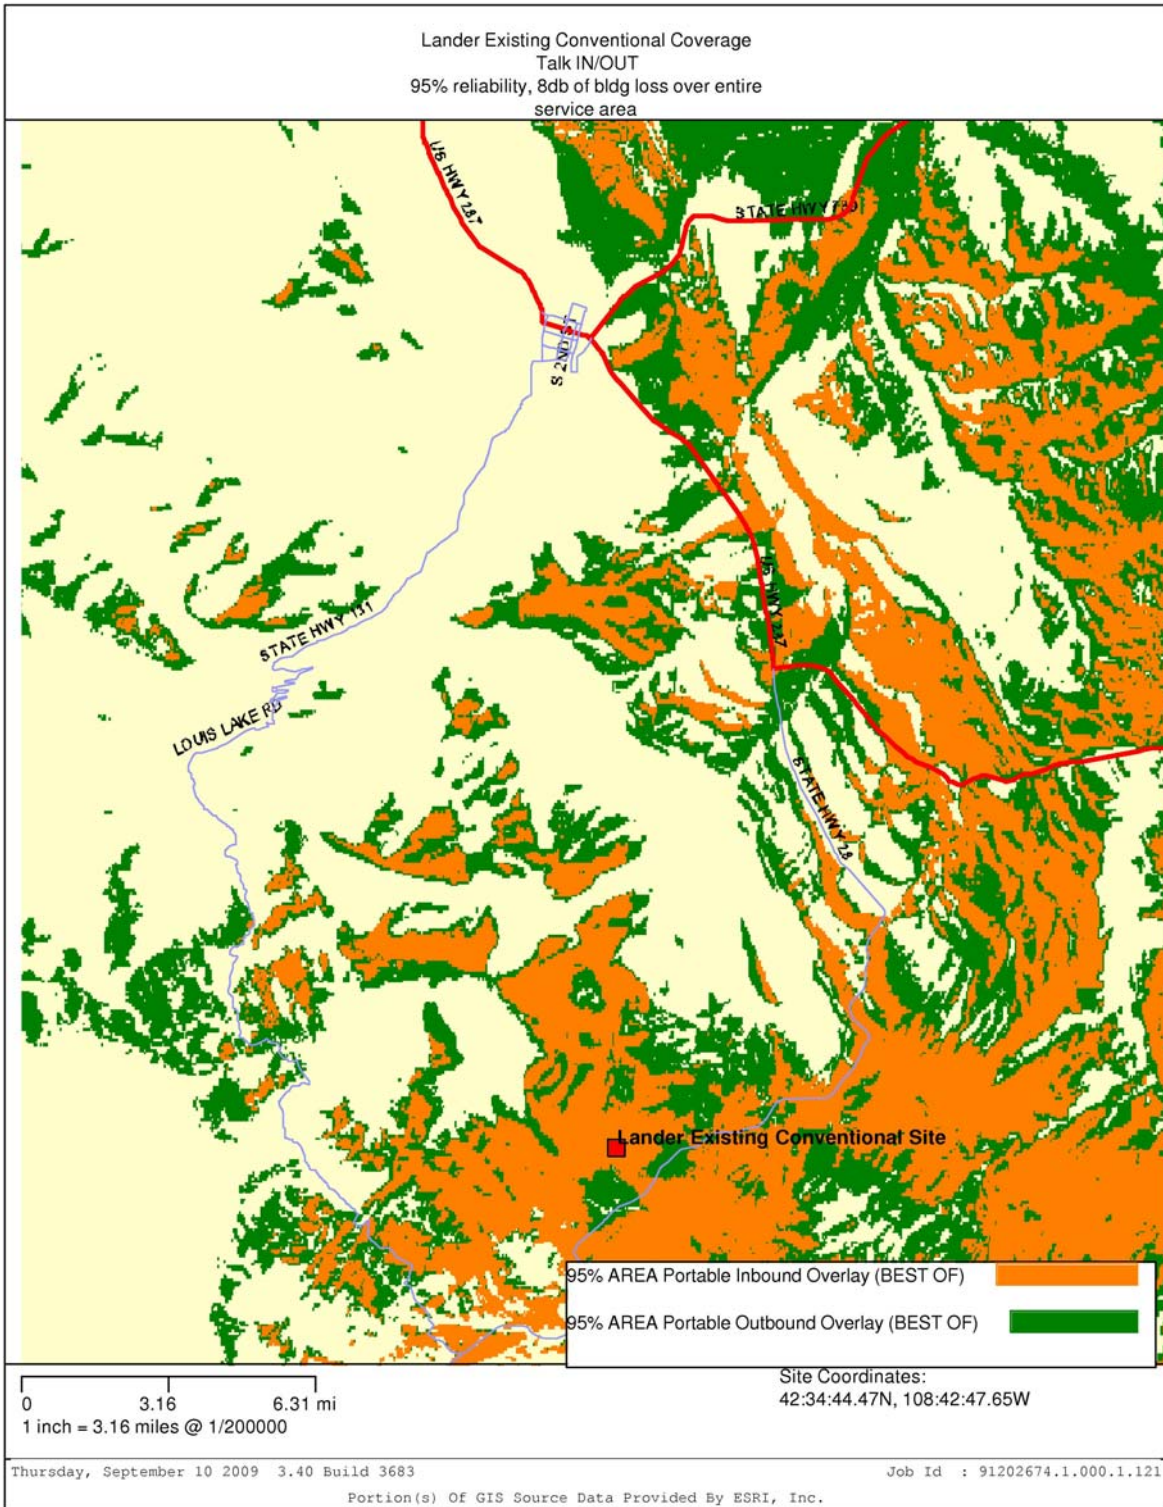 Lander Existing Conventional Coverage
Talk IN/OUT
95% reliability, 8db of bldg loss over entire
service area
US HWY 287
STATE HWY 789
S 2ND ST
US HWY 287
STATE HWY 131
LOUIS LAKE RD
STATE HWY 28
Lander Existing Conventional Site
95% AREA Portable Inbound Overlay (BEST OF)
95% AREA Portable Outbound Overlay (BEST OF)
0 3.16 6.31 mi
1 inch = 3.16 miles @ 1/200000
Site Coordinates:
42:34:44.47N, 108:42:47.65W
Thursday, September 10 2009 3.40 Build 3683
Job Id : 91202674.1.000.1.121
Portion(s) Of GIS Source Data Provided By ESRI, Inc.